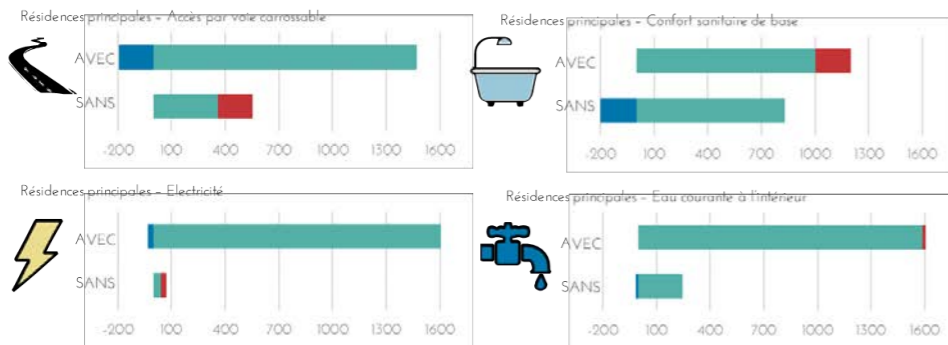 Résidences principales – Accès par voie carrossable
AVEC
SANS
-200 100 400 700 1000 1300 1600
Résidences principales – Confort sanitaire de base
AVEC
SANS
-200 100 400 700 1000 1300 1600
Résidences principales – Electricité
AVEC
SANS
-200 100 400 700 1000 1300 1600
Résidences principales – Eau courante à l'intérieur
AVEC
SANS
-200 100 400 700 1000 1300 1600